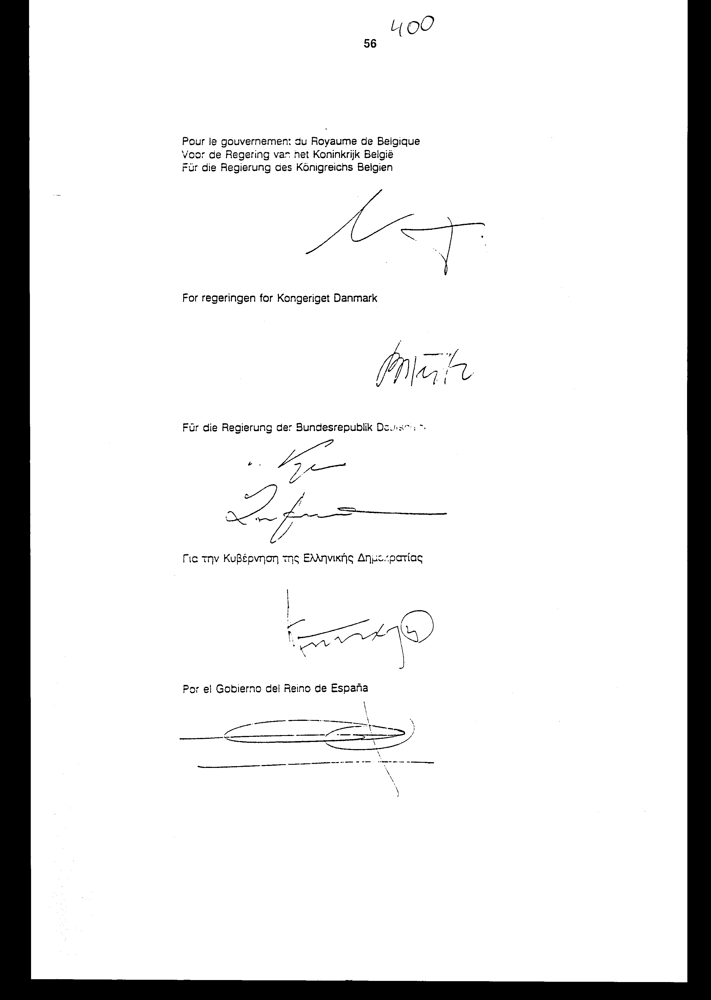 400
56
Pour le gouvernement du Royaume de Belgique
Voor de Regering van het Koninkrijk België
Für die Regierung des Königreichs Belgien
For regeringen for Kongeriget Danmark
Für die Regierung der Bundesrepublik
Για την Κυβέρνηση της Ελληνικής Δημοκρατίας
Por el Gobierno del Reino de España